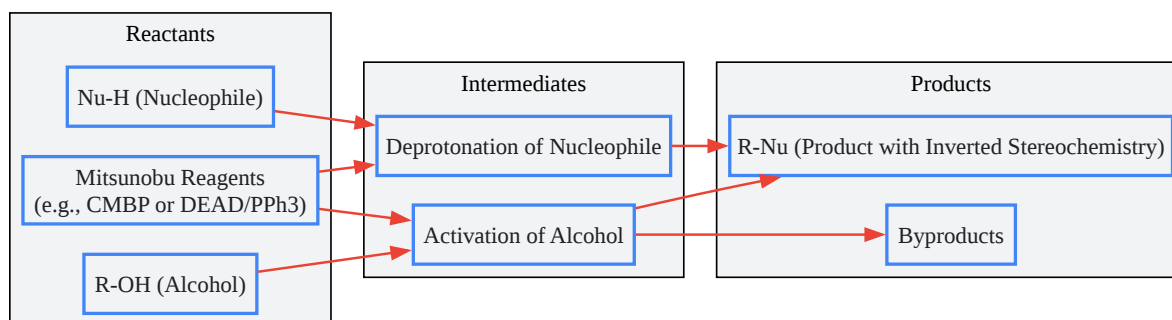 Reactants
Nu-H (Nucleophile)
Mitsunobu Reagents
(e.g., CMBP or DEAD/PPh3)
R-OH (Alcohol)
Intermediates
Deprotonation of Nucleophile
Activation of Alcohol
Products
R-Nu (Product with Inverted Stereochemistry)
Byproducts